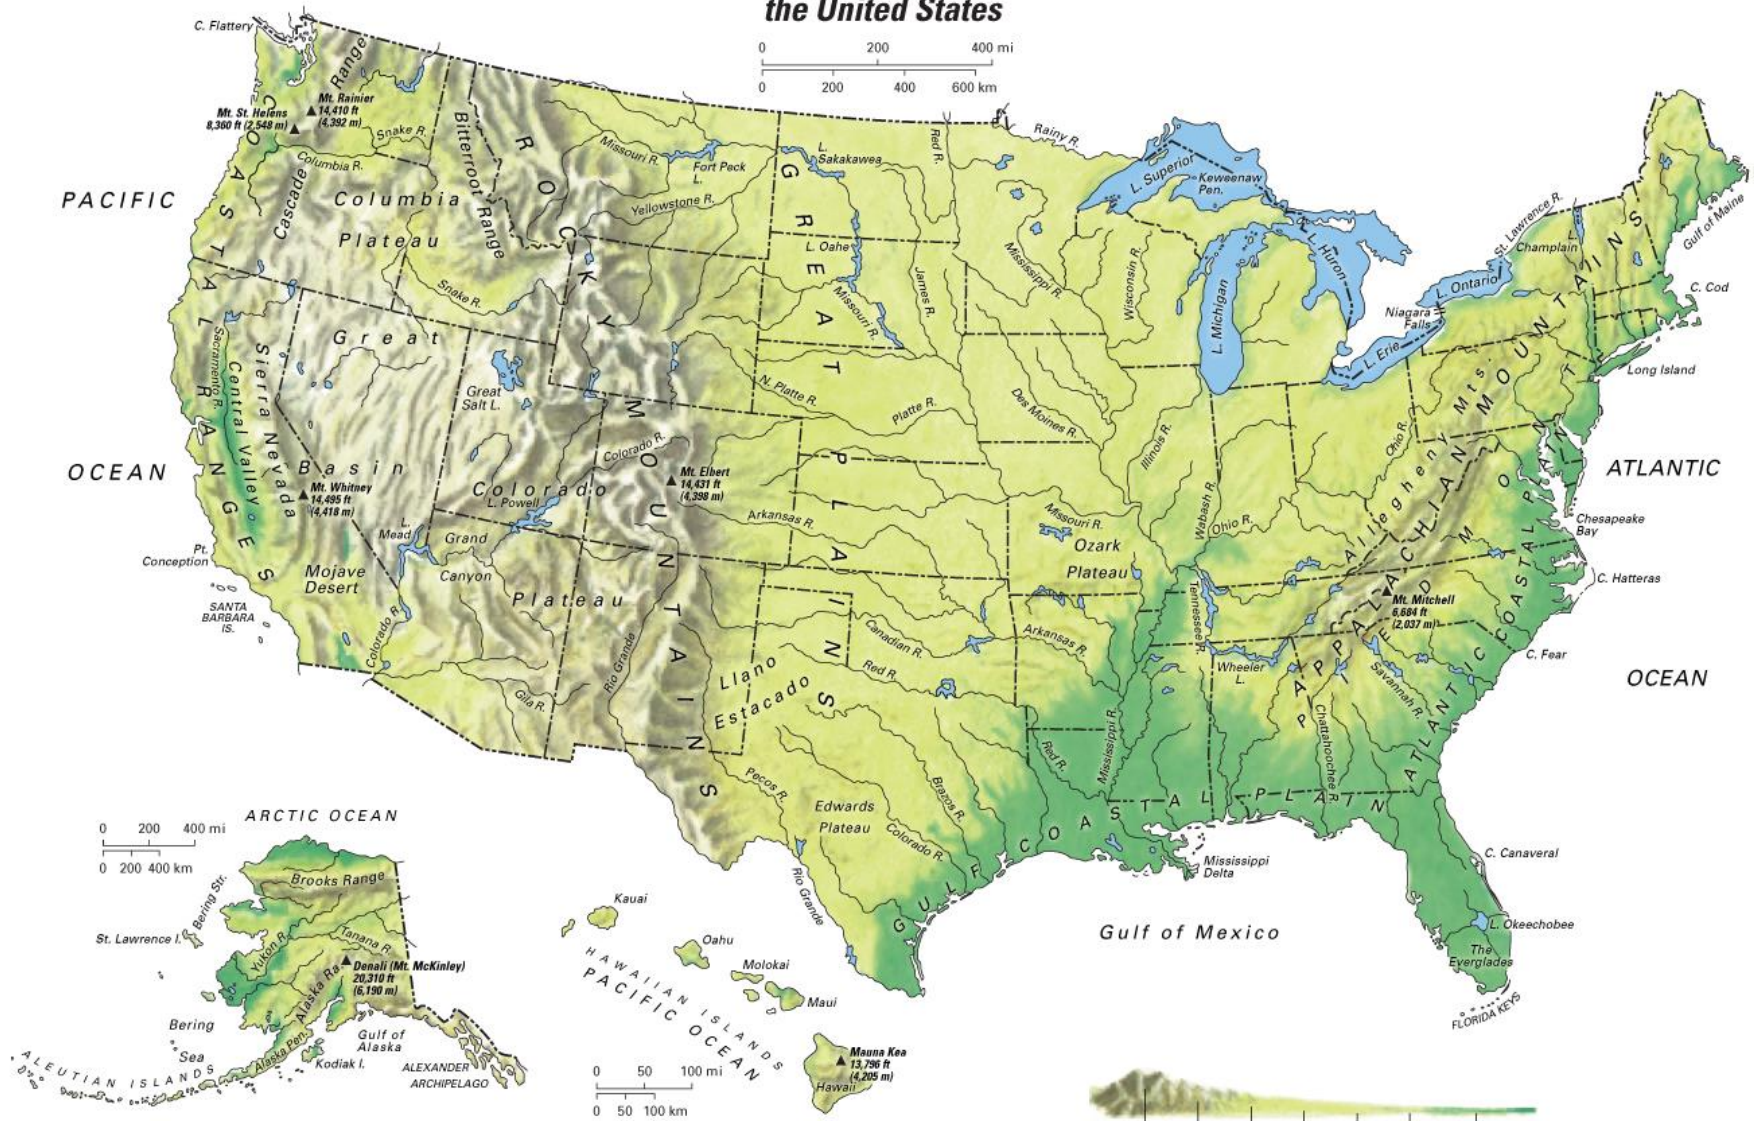 the United States
0 200 400 mi
0 200 400 600 km
C. Flattery
Range
Mt. Rainier
14,410 ft
(4,392 m)
Mt. St. Helens
8,360 ft (2,548 m)
Snake R.
Columbia R.
Cascade
Columbia
Plateau
Bitterroot Range
ROCKY MOUNTAINS
Missouri R.
Fort Peck
L.
Yellowstone R.
L.
Sakakawea
Red R.
Rainy R.
L. Superior
Keweenaw
Pen.
PACIFIC
OCEAN
COASTAL RANGES
GREAT PLAINS
L. Oahe
James R.
Missouri R.
Mississippi R.
Wisconsin R.
L. Michigan
L. Huron
St. Lawrence R.
L.
Champlain
Gulf of Maine
L. Ontario
Niagara
Falls
L. Erie
C. Cod
Long Island
Snake R.
Great
Basin
Great
Salt L.
Sacramento R.
Central Valley
Sierra Nevada
Mt. Whitney
14,495 ft
(4,418 m)
N. Platte R.
Platte R.
Des Moines R.
Illinois R.
Wabash R.
Ohio R.
Ohio R.
Allegheny Mts.
APPALACHIAN MOUNTAINS
PIEDMONT
ATLANTIC COASTAL PLAIN
ATLANTIC
OCEAN
Chesapeake
Bay
C. Hatteras
C. Fear
Colorado R.
Mt. Elbert
14,431 ft
(4,398 m)
Colorado
Plateau
L. Powell
Arkansas R.
Missouri R.
Ozark
Plateau
L.
Mead
Grand
Canyon
Pt.
Conception
Mojave
Desert
SANTA
BARBARA
IS.
Colorado R.
Gila R.
Rio Grande
Llano
Estacado
Canadian R.
Red R.
Arkansas R.
Tennessee R.
Wheeler
L.
Mt. Mitchell
6,684 ft
(2,037 m)
Savannah R.
Chattahoochee R.
Pecos R.
Edwards
Plateau
Brazos R.
Colorado R.
Red R.
Mississippi R.
GULF COASTAL PLAIN
Rio Grande
Mississippi
Delta
Gulf of Mexico
C. Canaveral
L. Okeechobee
The
Everglades
FLORIDA KEYS
ARCTIC OCEAN
0 200 400 mi
0 200 400 km
Brooks Range
Bering Str.
St. Lawrence I.
Yukon R.
Tanana R.
Denali (Mt. McKinley)
20,310 ft
(6,190 m)
Alaska Ra.
Bering
Sea
Alaska Pen.
Kodiak I.
Gulf of
Alaska
ALEXANDER
ARCHIPELAGO
ALEUTIAN ISLANDS
Kauai
Oahu
Molokai
Maui
HAWAIIAN ISLANDS
PACIFIC OCEAN
Mauna Kea
13,796 ft
(4,205 m)
Hawaii
0 50 100 mi
0 50 100 km